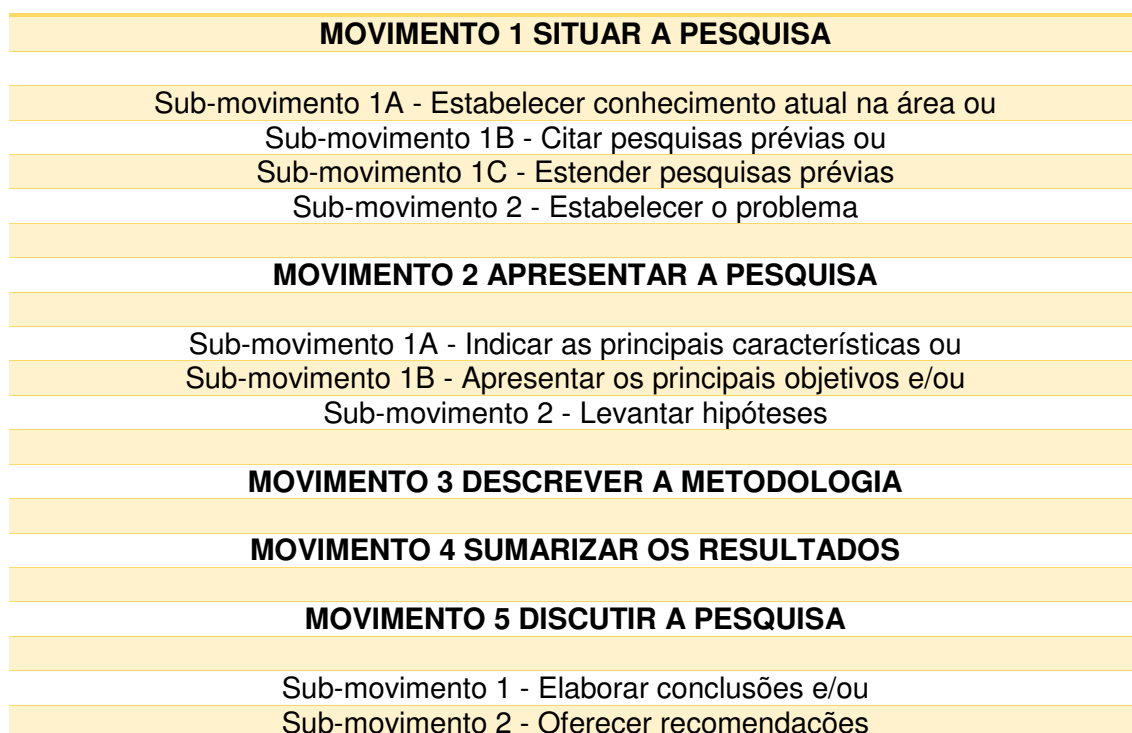 MOVIMENTO 1 SITUAR A PESQUISA
Sub-movimento 1A - Estabelecer conhecimento atual na área ou
Sub-movimento 1B - Citar pesquisas prévias ou
Sub-movimento 1C - Estender pesquisas prévias
Sub-movimento 2 - Estabelecer o problema
MOVIMENTO 2 APRESENTAR A PESQUISA
Sub-movimento 1A - Indicar as principais características ou
Sub-movimento 1B - Apresentar os principais objetivos e/ou
Sub-movimento 2 - Levantar hipóteses
MOVIMENTO 3 DESCREVER A METODOLOGIA
MOVIMENTO 4 SUMARIZAR OS RESULTADOS
MOVIMENTO 5 DISCUTIR A PESQUISA
Sub-movimento 1 - Elaborar conclusões e/ou
Sub-movimento 2 - Oferecer recomendações